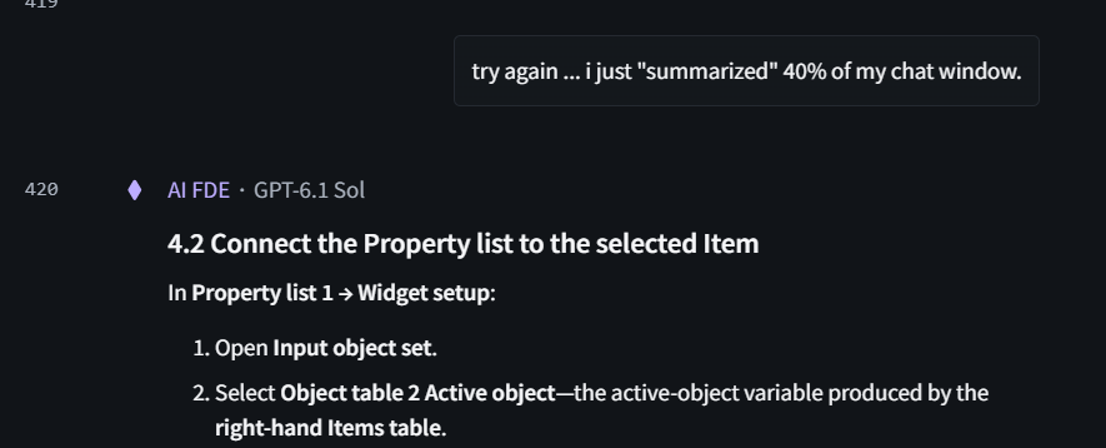 419
try again ... i just "summarized" 40% of my chat window.
420
AI FDE · GPT-6.1 Sol
4.2 Connect the Property list to the selected Item
In Property list 1 → Widget setup:
1. Open Input object set.
2. Select Object table 2 Active object—the active-object variable produced by the
right-hand Items table.